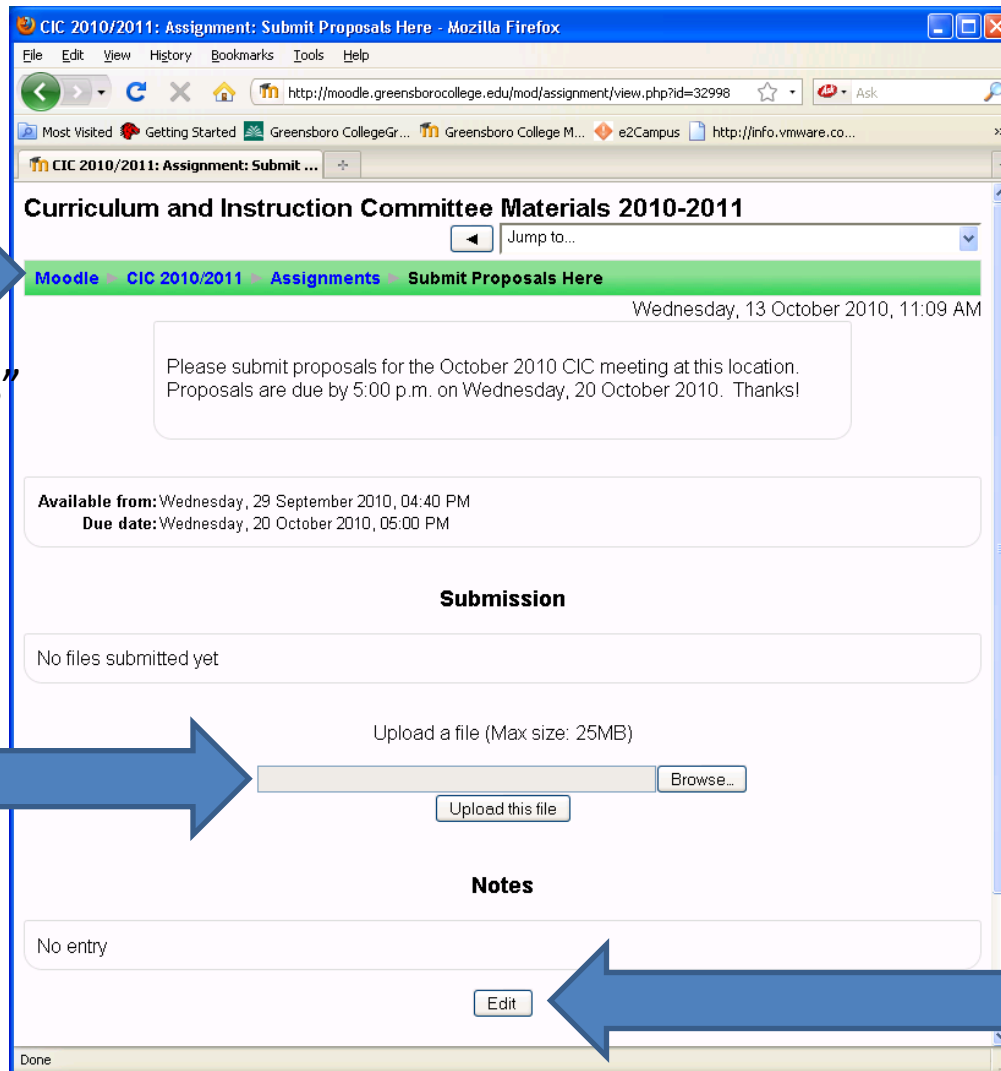 CIC 2010/2011: Assignment: Submit Proposals Here - Mozilla Firefox
File Edit View History Bookmarks Tools Help
http://moodle.greensborocollege.edu/mod/assignment/view.php?id=32998 Ask
Most Visited Getting Started Greensboro CollegeGr... Greensboro College M... e2Campus http://info.vmware.co... »
CIC 2010/2011: Assignment: Submit ...
Curriculum and Instruction Committee Materials 2010-2011
◄ Jump to...
Moodle ► CIC 2010/2011 ► Assignments ► Submit Proposals Here
Wednesday, 13 October 2010, 11:09 AM
”
Please submit proposals for the October 2010 CIC meeting at this location.
Proposals are due by 5:00 p.m. on Wednesday, 20 October 2010. Thanks!
Available from: Wednesday, 29 September 2010, 04:40 PM
Due date: Wednesday, 20 October 2010, 05:00 PM
Submission
No files submitted yet
Upload a file (Max size: 25MB)
Browse...
Upload this file
Notes
No entry
Edit
Done